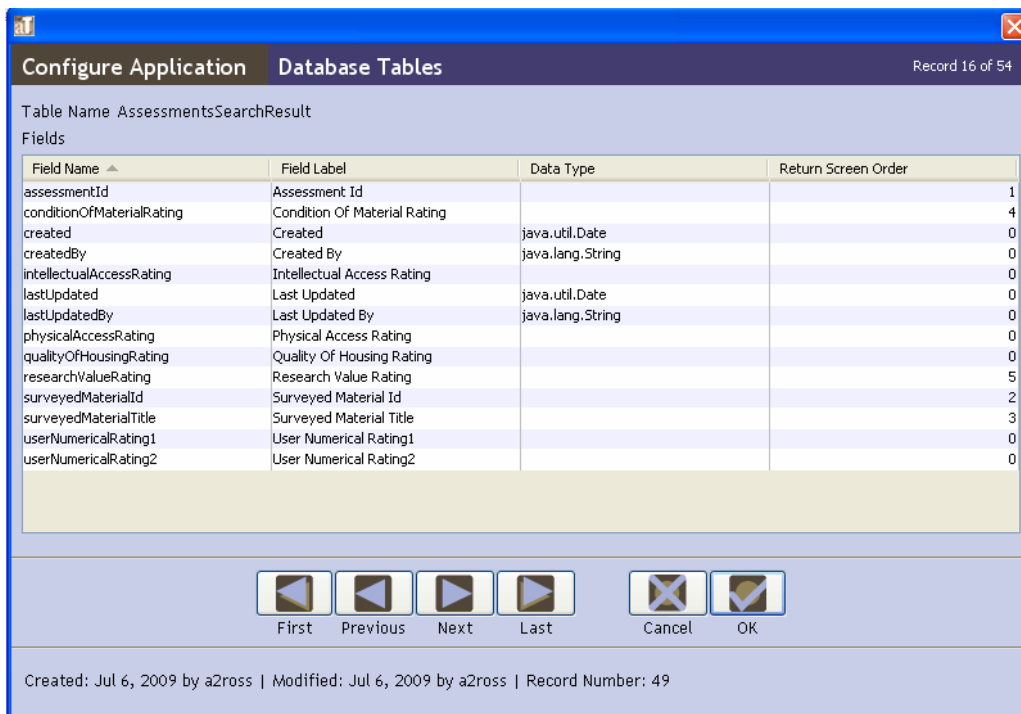 aT
Configure Application Database Tables Record 16 of 54
Table Name AssessmentsSearchResult
Fields
Field Name Field Label Data Type Return Screen Order
assessmentId Assessment Id 1
conditionOfMaterialRating Condition Of Material Rating 4
created Created java.util.Date 0
createdBy Created By java.lang.String 0
intellectualAccessRating Intellectual Access Rating 0
lastUpdated Last Updated java.util.Date 0
lastUpdatedBy Last Updated By java.lang.String 0
physicalAccessRating Physical Access Rating 0
qualityOfHousingRating Quality Of Housing Rating 0
researchValueRating Research Value Rating 5
surveyedMaterialId Surveyed Material Id 2
surveyedMaterialTitle Surveyed Material Title 3
userNumericalRating1 User Numerical Rating1 0
userNumericalRating2 User Numerical Rating2 0
First Previous Next Last Cancel OK
Created: Jul 6, 2009 by a2ross | Modified: Jul 6, 2009 by a2ross | Record Number: 49